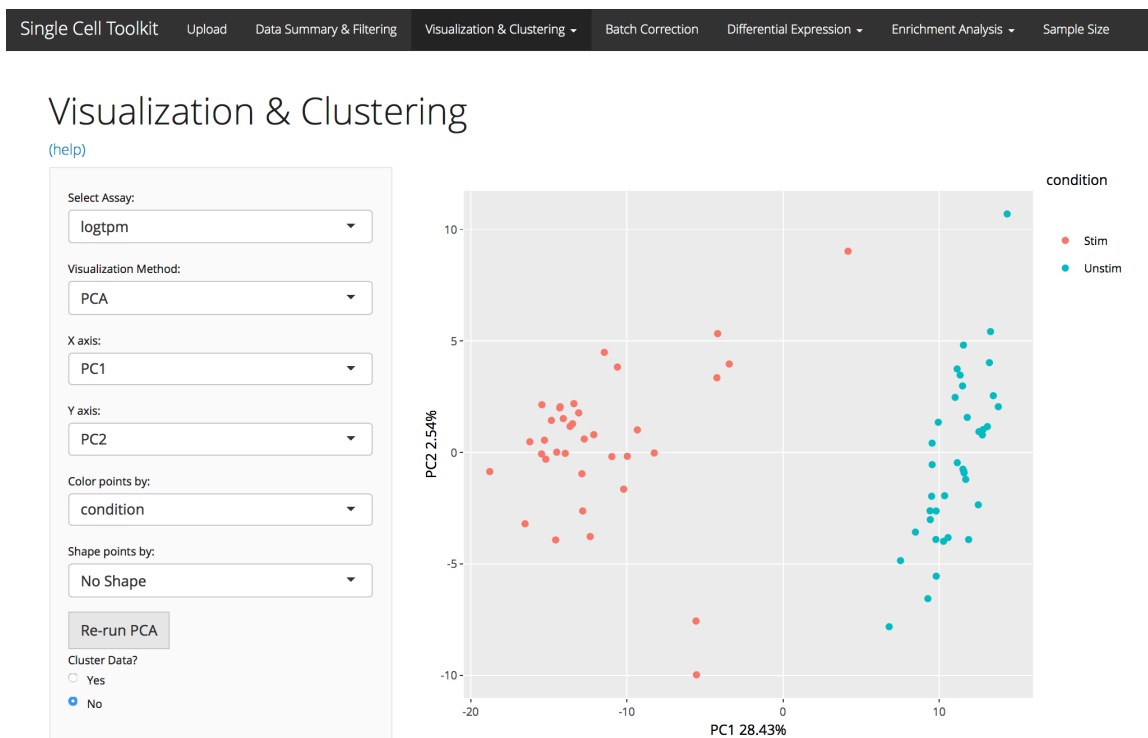 Single Cell Toolkit Upload Data Summary & Filtering Visualization & Clustering Batch Correction Differential Expression Enrichment Analysis Sample Size
Visualization & Clustering
(help)
Select Assay:
logtpm
Visualization Method:
PCA
X axis:
PC1
Y axis:
PC2
Color points by:
condition
Shape points by:
No Shape
Re-run PCA
Cluster Data?
Yes
No
condition
Stim
Unstim
10
5
0
-5
-10
PC2 2.54%
-20 -10 0 10
PC1 28.43%